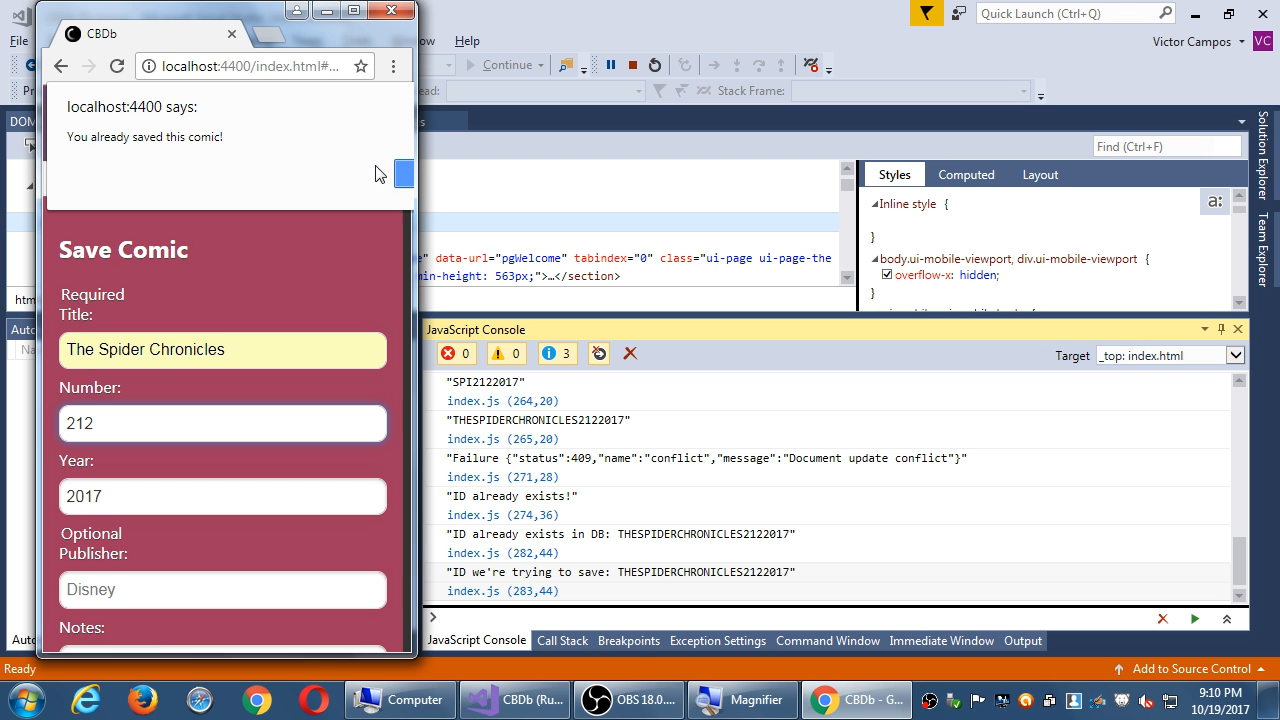 CBDb
localhost:4400/index.html#...
localhost:4400 says:
You already saved this comic!
Save Comic
Required
Title:
The Spider Chronicles
Number:
212
Year:
2017
Optional
Publisher:
Disney
Notes:
Quick Launch (Ctrl+Q)
File
Help
Victor Campos
VC
Continue
Stack Frame:
DOM
Find (Ctrl+F)
Solution Explorer
Team Explorer
Styles
Computed
Layout
a:
Inline style {
}
body.ui-mobile-viewport, div.ui-mobile-viewport {
overflow-x: hidden;
}
" data-url="pgWelcome" tabindex="0" class="ui-page ui-page-the
in-height: 563px;">…</section>
JavaScript Console
0
0
3
Target
_top: index.html
"SPI2122017"
index.js (264,20)
"THESPIDERCHRONICLES2122017"
index.js (265,20)
"Failure {"status":409,"name":"conflict","message":"Document update conflict"}"
index.js (271,28)
"ID already exists!"
index.js (274,36)
"ID already exists in DB: THESPIDERCHRONICLES2122017"
index.js (282,44)
"ID we're trying to save: THESPIDERCHRONICLES2122017"
index.js (283,44)
JavaScript Console
Call Stack
Breakpoints
Exception Settings
Command Window
Immediate Window
Output
Ready
Add to Source Control
Computer
CBDb (Ru...
OBS 18.0....
Magnifier
CBDb - G...
9:10 PM
10/19/2017